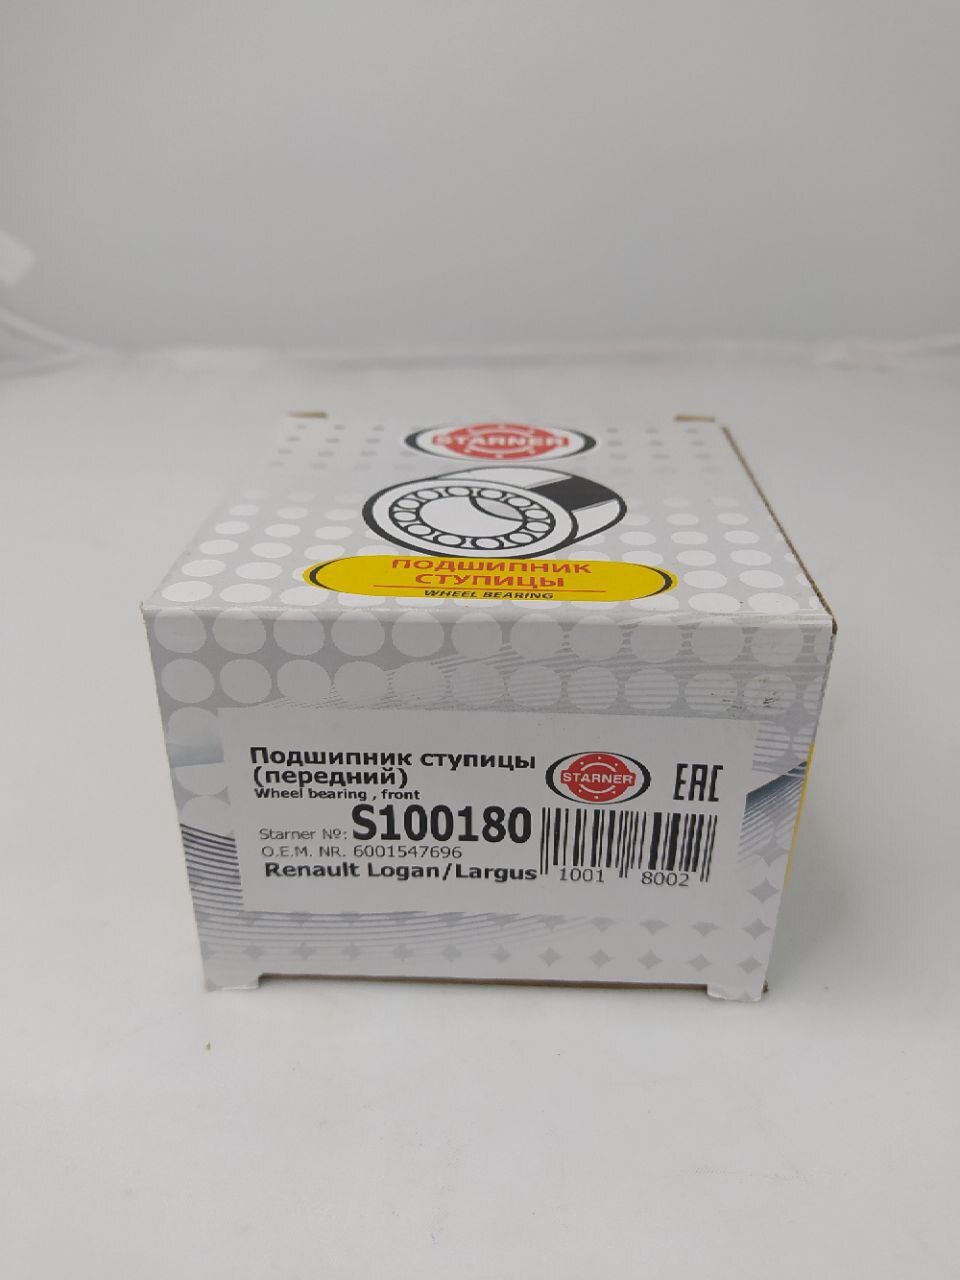 STARNER
ПОДШИПНИК
СТУПИЦЫ
WHEEL BEARING
Подшипник ступицы
(передний)
Wheel bearing , front
STARNER
EAC
Starner №: S100180
O.E.M. NR. 6001547696
Renault Logan/Largus
1001 8002